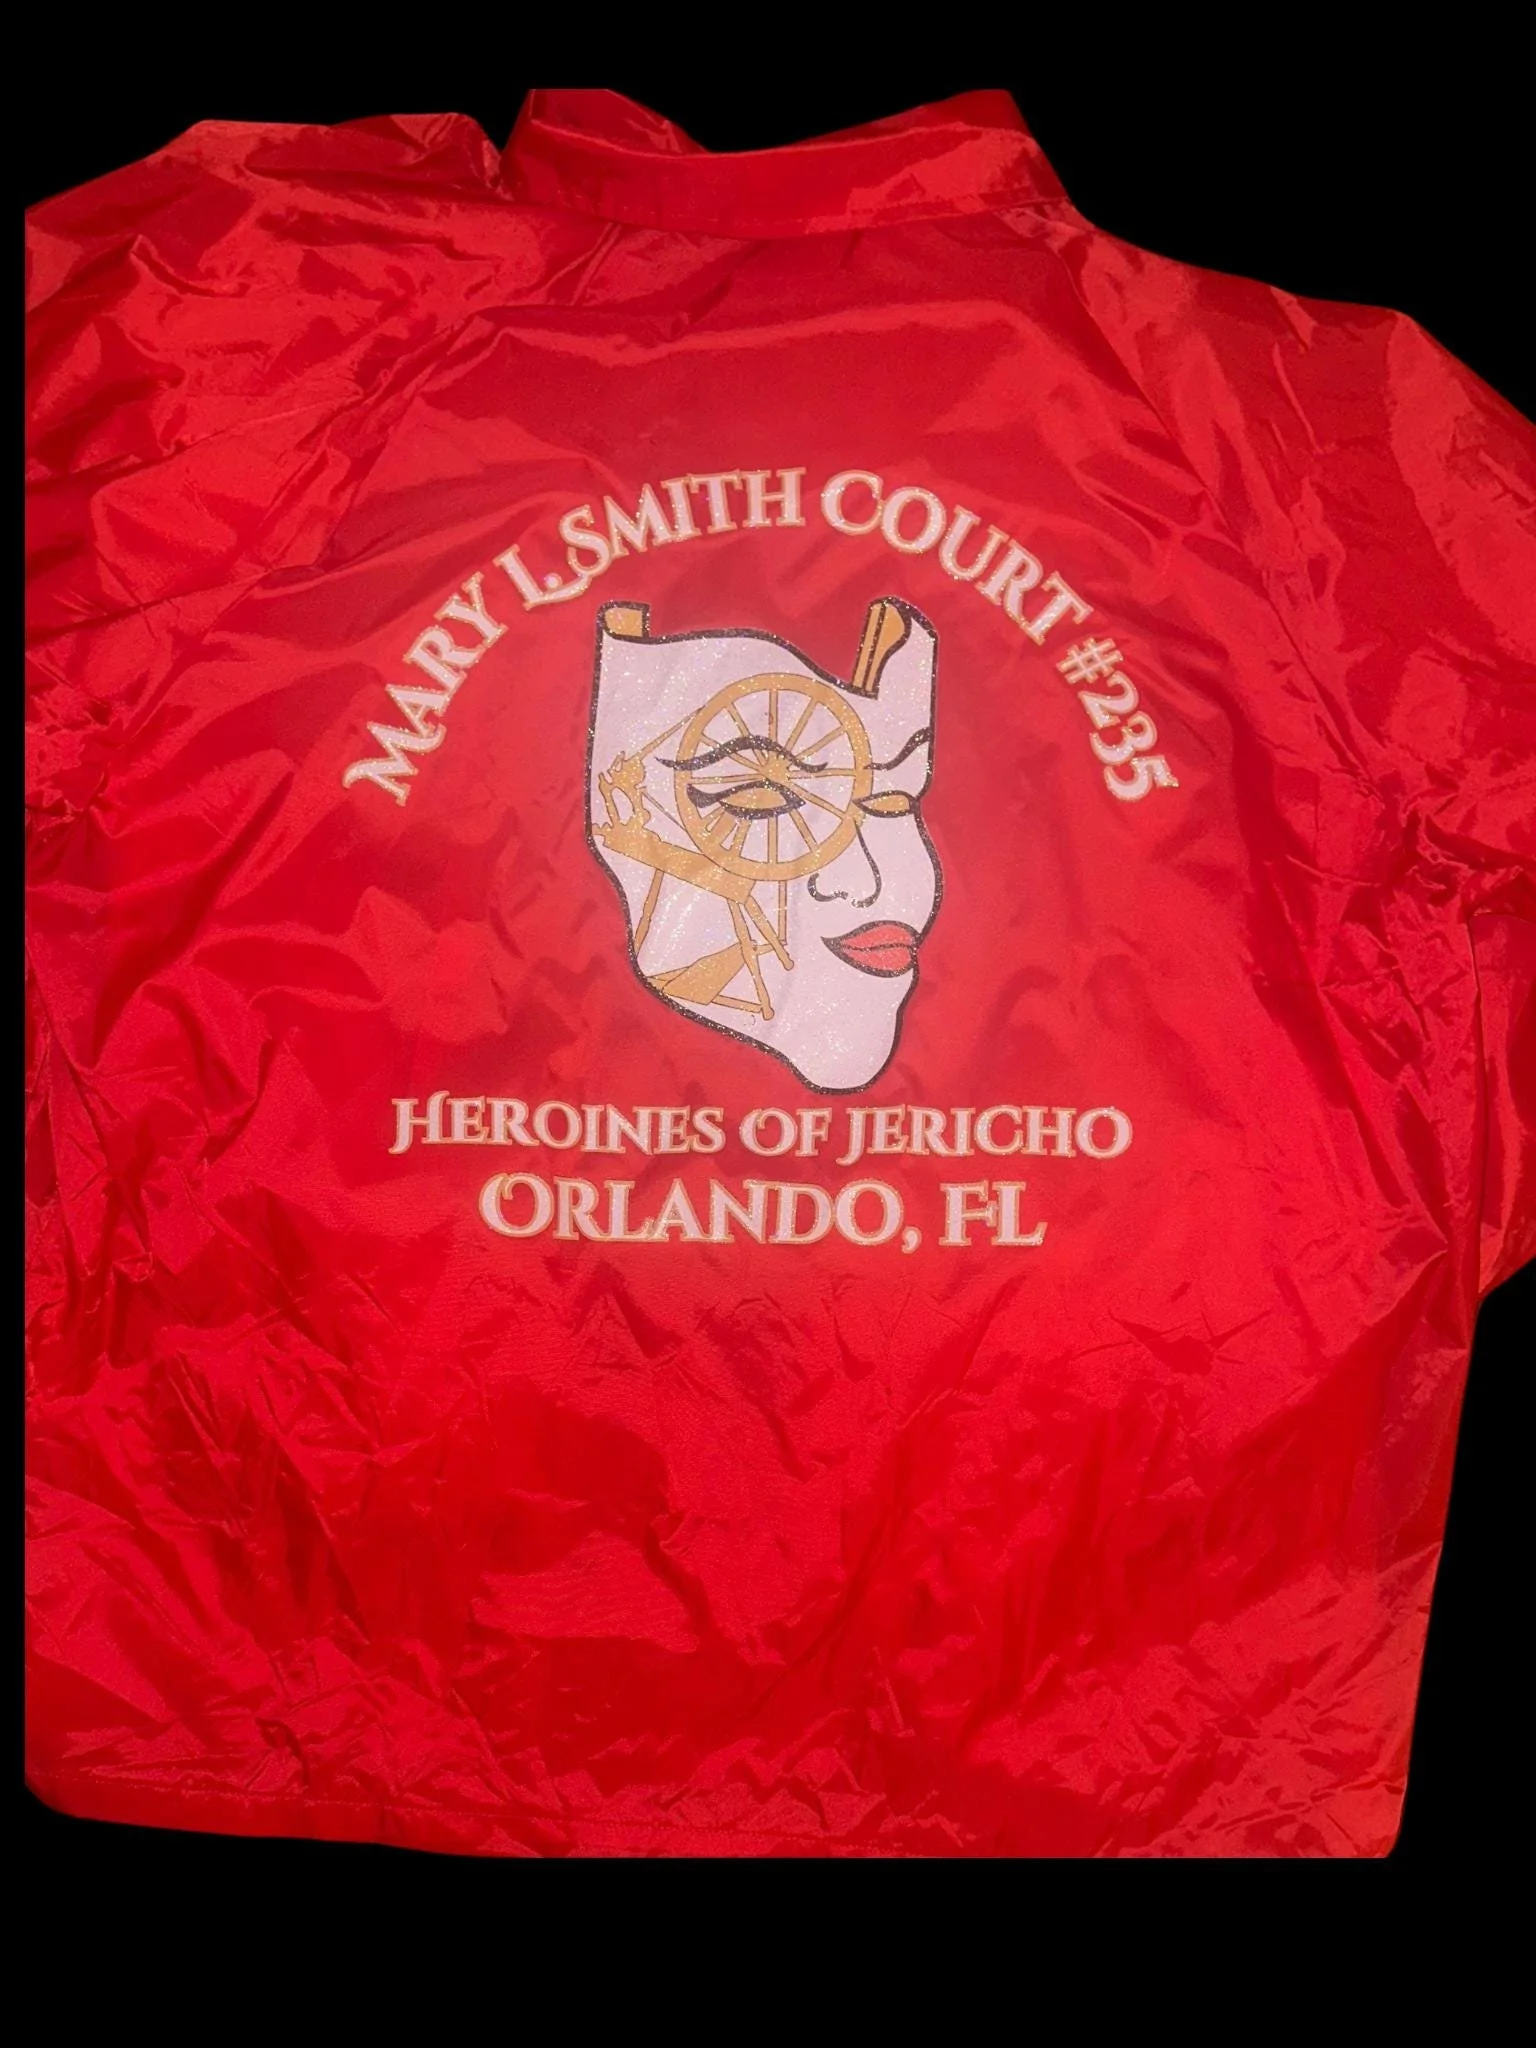 MARY L. SMITH COURT #235
HEROINES OF JERICHO
ORLANDO, FL